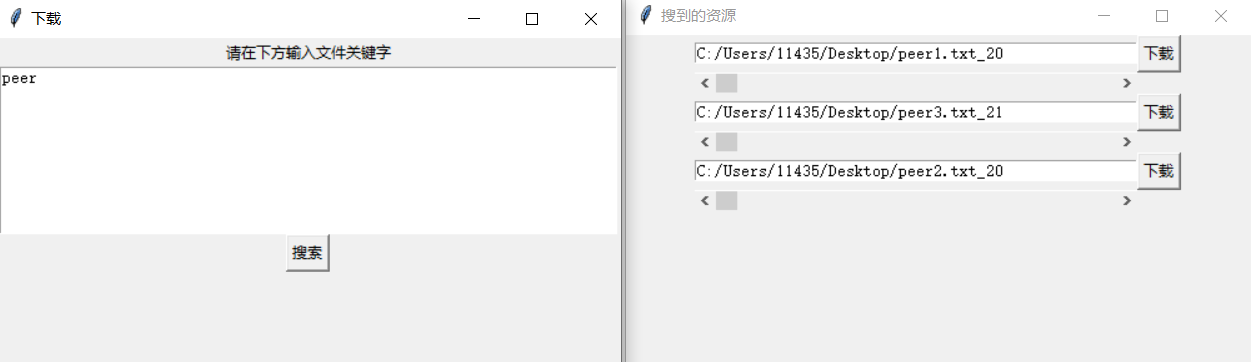 下载
请在下方输入文件关键字
peer
搜索
搜到的资源
C:/Users/11435/Desktop/peer1.txt_20
下载
C:/Users/11435/Desktop/peer3.txt_21
下载
C:/Users/11435/Desktop/peer2.txt_20
下载